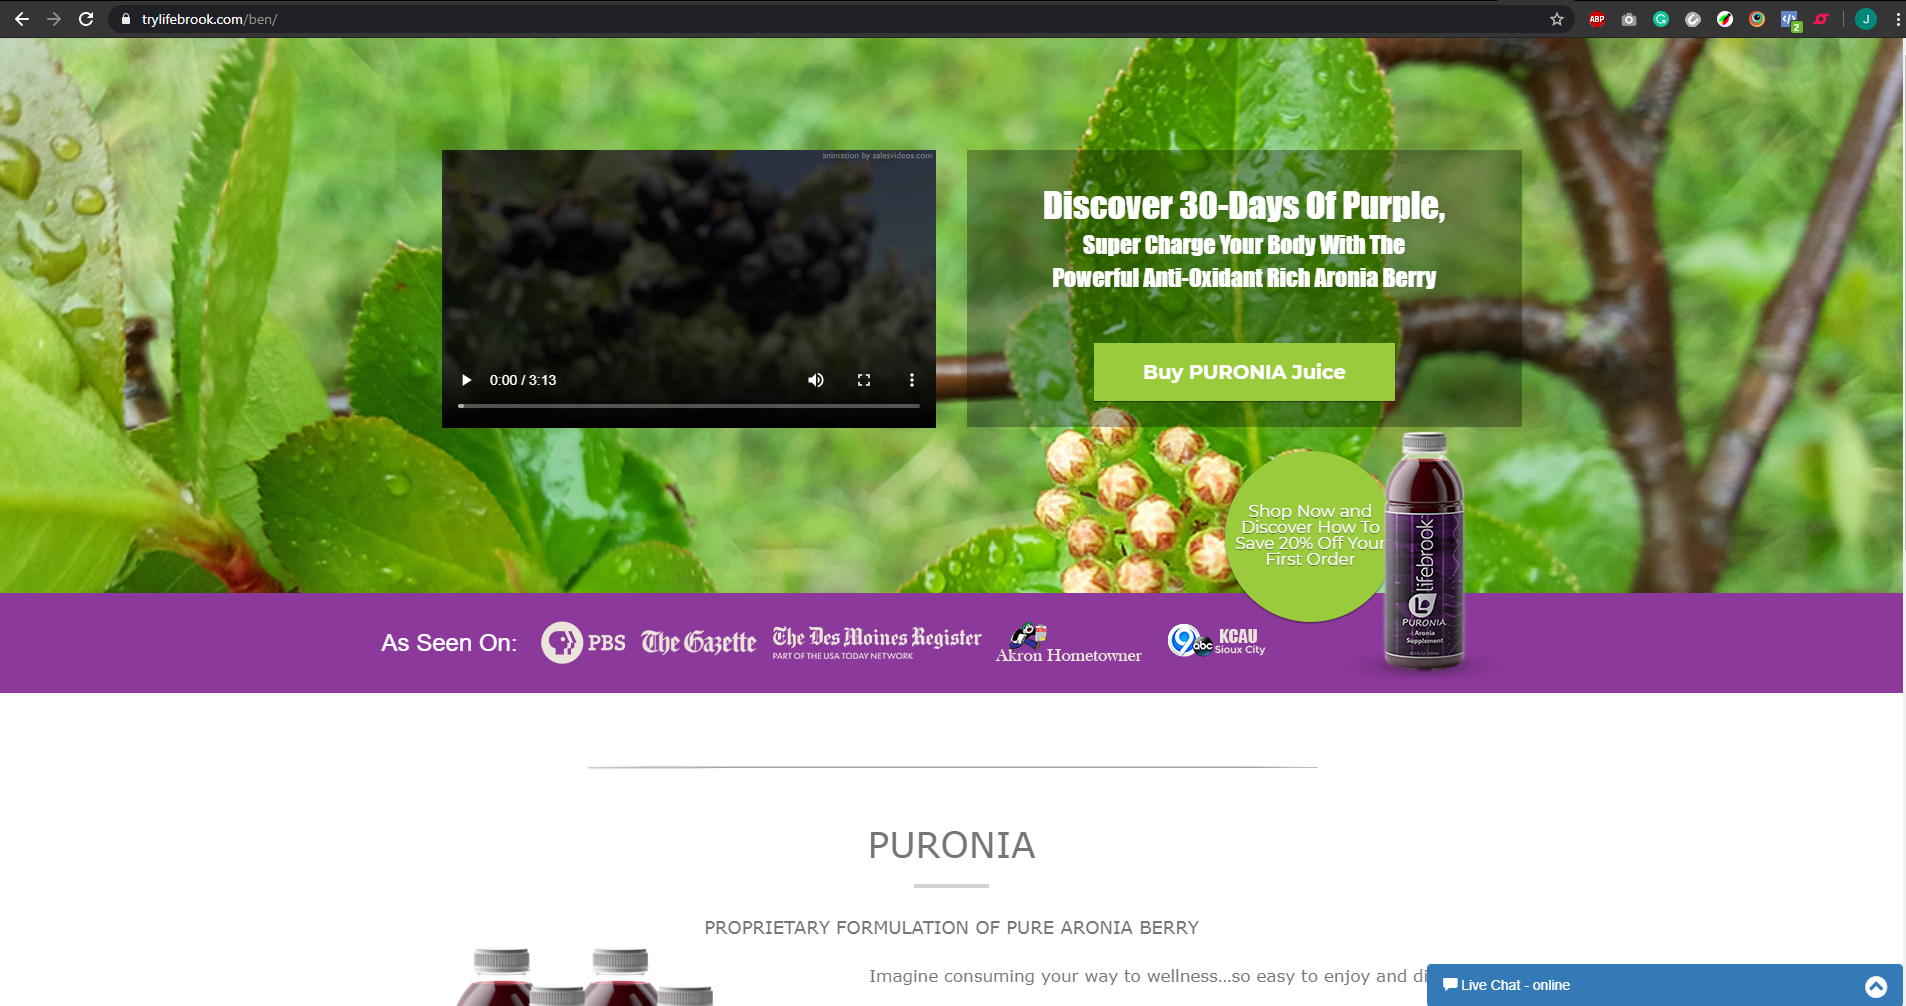 trylifebrook.com/ben/
ABP
2
J
animation by salesvideos.com
0:00 / 3:13
Discover 30-Days Of Purple,
Super Charge Your Body With The
Powerful Anti-Oxidant Rich Aronia Berry
Buy PURONIA Juice
Shop Now and
Discover How To
Save 20% Off Your
First Order
lifebrook
PURONIA
Aronia
Supplement
As Seen On:
PBS
The Gazette
The Des Moines Register
PART OF THE USA TODAY NETWORK
Akron Hometowner
9
abc
KCAU
Sioux City
PURONIA
PROPRIETARY FORMULATION OF PURE ARONIA BERRY
Imagine consuming your way to wellness...so easy to enjoy and di
Live Chat - online